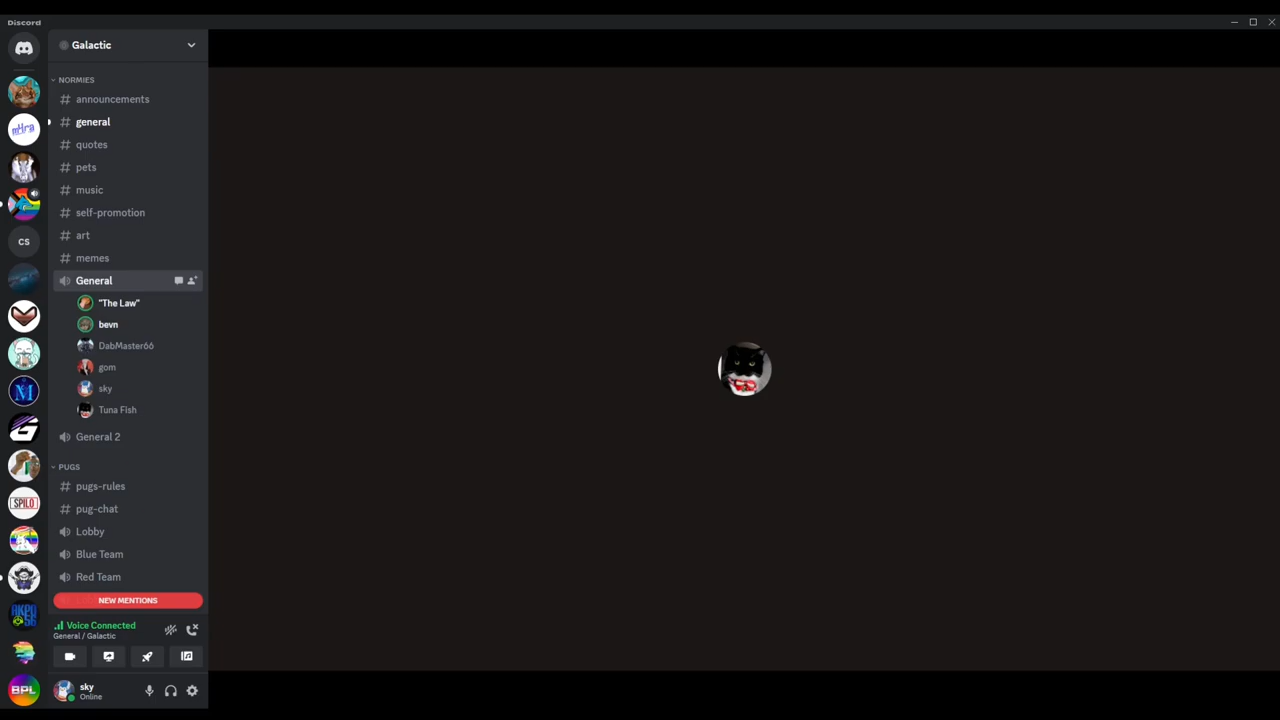 Discord
Galactic
NORMIES
announcements
general
quotes
pets
music
self-promotion
CS
art
memes
General
"The Law"
bevn
DabMaster66
gom
sky
Tuna Fish
General 2
PUGS
pugs-rules
SPILO
pug-chat
Lobby
Blue Team
Red Team
NEW MENTIONS
Voice Connected
General / Galactic
BPL
sky
Online